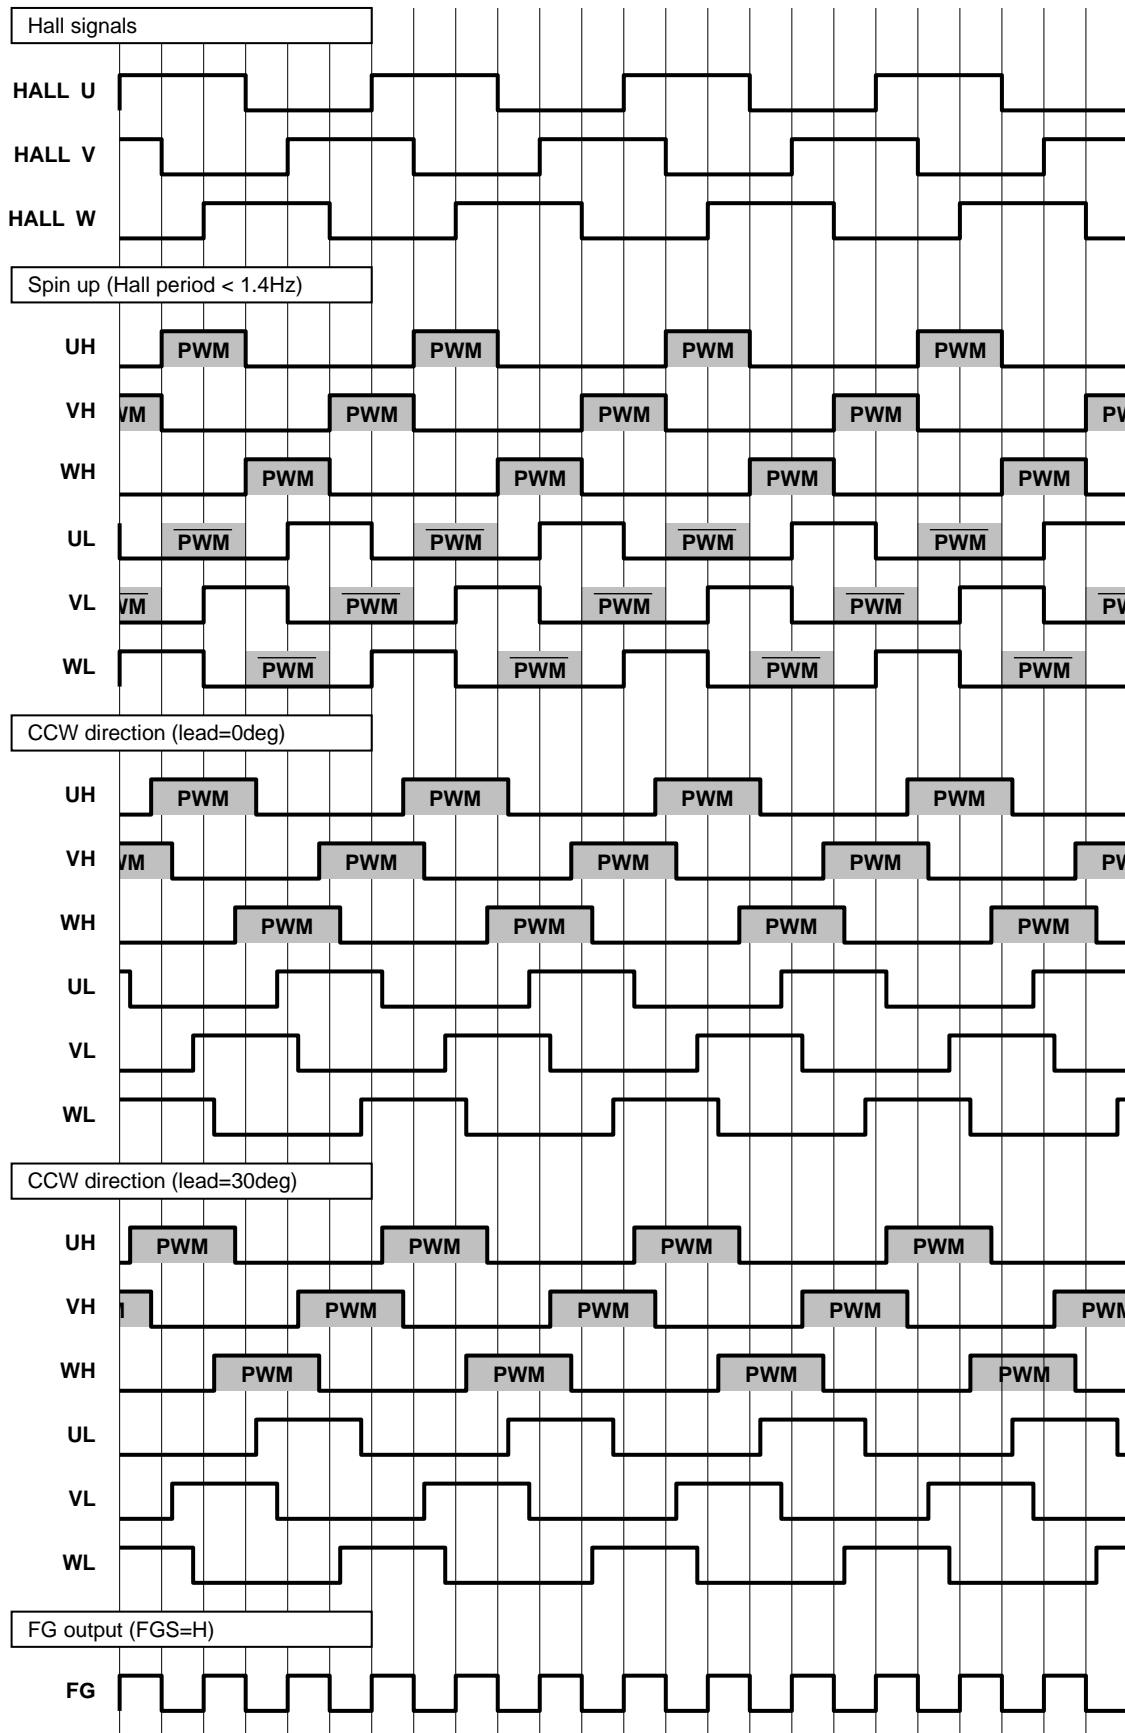 Hall signals
HALL U
HALL V
HALL W
Spin up (Hall period < 1.4Hz)
UH PWM PWM PWM PWM
VH WM PWM PWM PWM P
WH PWM PWM PWM PWM
UL PWM PWM PWM PWM
VL WM PWM PWM PWM P
WL PWM PWM PWM PWM
CCW direction (lead=0deg)
UH PWM PWM PWM PWM
VH WM PWM PWM PWM P
WH PWM PWM PWM PWM
UL
VL
WL
CCW direction (lead=30deg)
UH PWM PWM PWM PWM
VH PWM PWM PWM PWM
WH PWM PWM PWM PWM
UL
VL
WL
FG output (FGS=H)
FG